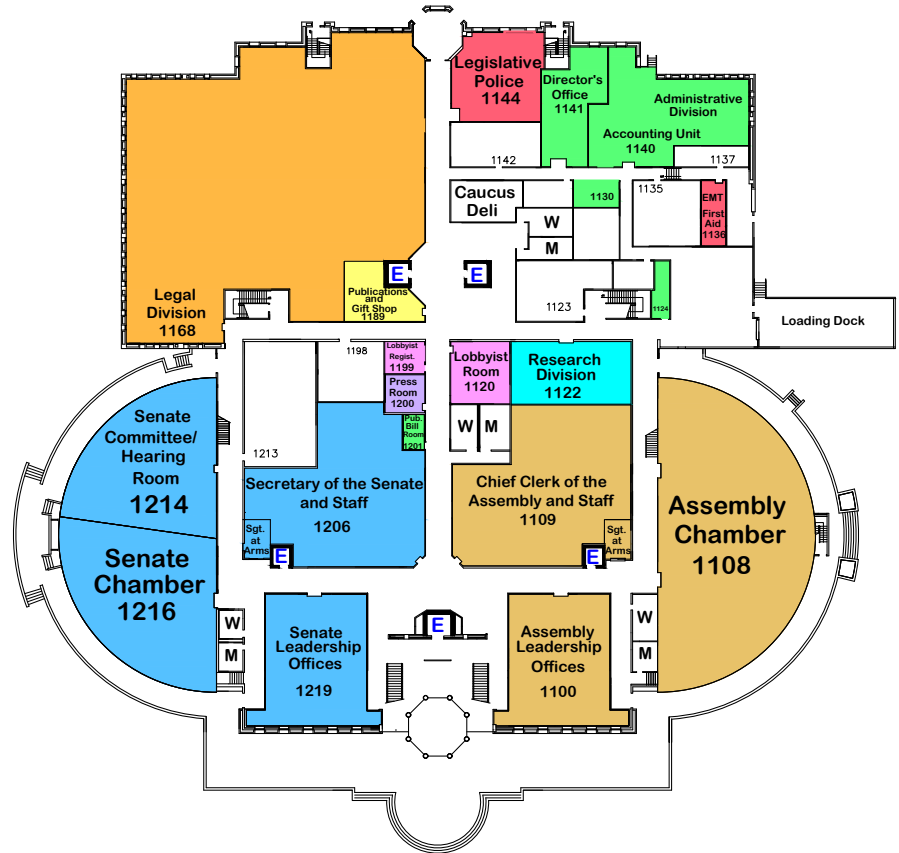 Legislative
Police
1144
Director's
Office
1141
Administrative
Division
Accounting Unit
1140
1142
1137
1135
Caucus
Deli
1130
EMT
First
Aid
1136
W
M
E
E
Publications
and
Gift Shop
1189
Legal
Division
1168
1123
1124
Loading Dock
1198
Lobbyist
Regist.
1199
Press
Room
1200
Pub.
Bill
Room
1201
Lobbyist
Room
1120
Research
Division
1122
W
M
1213
Senate
Committee/
Hearing
Room
1214
Secretary of the Senate
and Staff
1206
Chief Clerk of the
Assembly and Staff
1109
Assembly
Chamber
1108
Sgt.
at
Arms
E
Sgt.
at
Arms
E
Senate
Chamber
1216
W
M
Senate
Leadership
Offices
1219
E
Assembly
Leadership
Offices
1100
W
M